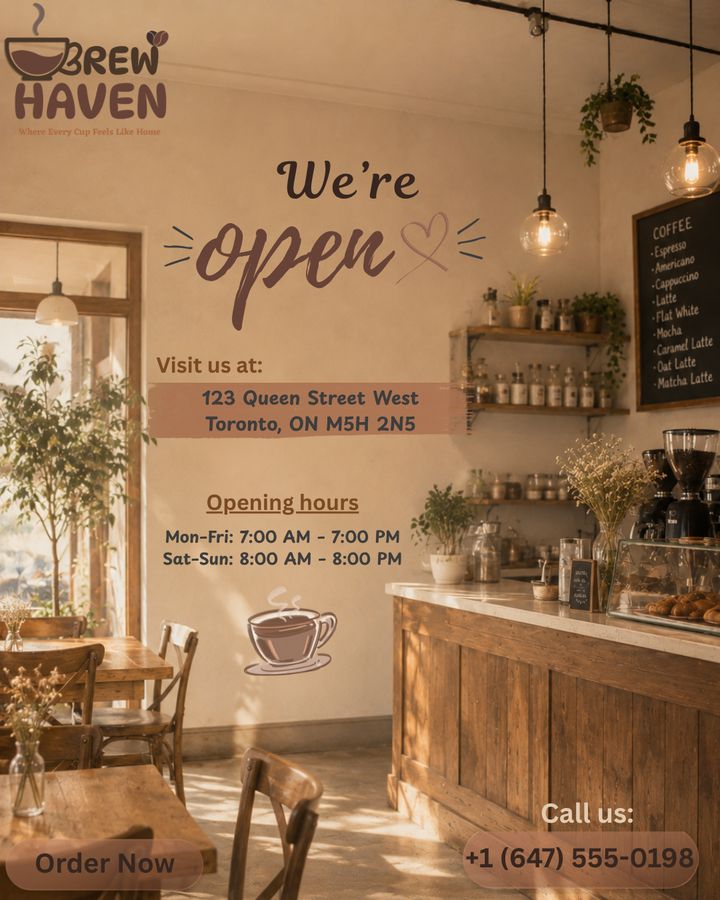 BREW
HAVEN
Where Every Cup Feels Like Home
We're
open
COFFEE
· Espresso
· Americano
· Cappuccino
· Latte
· Flat White
· Mocha
· Caramel Latte
· Oat Latte
· Matcha Latte
Visit us at:
123 Queen Street West
Toronto, ON M5H 2N5
Opening hours
Mon-Fri: 7:00 AM - 7:00 PM
Sat-Sun: 8:00 AM - 8:00 PM
Call us:
+1 (647) 555-0198
Order Now